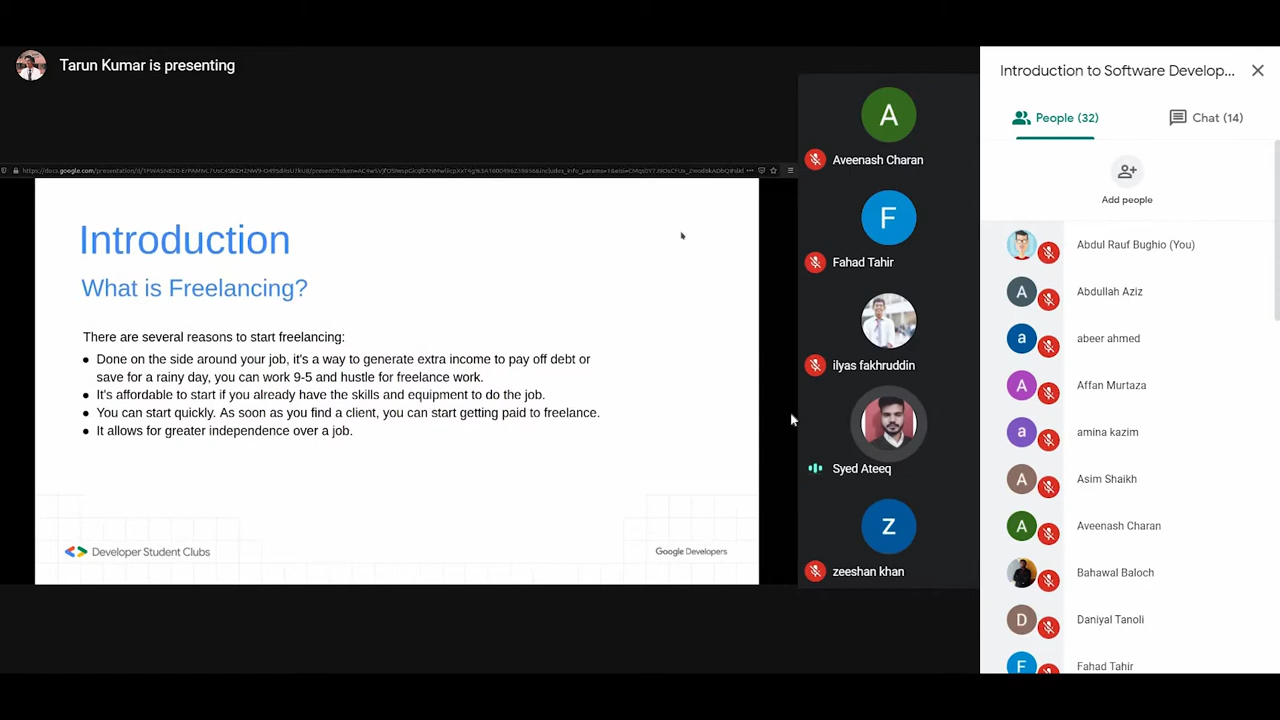 Tarun Kumar is presenting
Introduction
What is Freelancing?
There are several reasons to start freelancing:
● Done on the side around your job, it's a way to generate extra income to pay off debt or
save for a rainy day, you can work 9-5 and hustle for freelance work.
● It's affordable to start if you already have the skills and equipment to do the job.
● You can start quickly. As soon as you find a client, you can start getting paid to freelance.
● It allows for greater independence over a job.
Developer Student Clubs
Google Developers
A
Aveenash Charan
F
Fahad Tahir
ilyas fakhruddin
Syed Ateeq
z
zeeshan khan
Introduction to Software Develop...
People (32)
Chat (14)
Add people
Abdul Rauf Bughio (You)
A
Abdullah Aziz
a
abeer ahmed
A
Affan Murtaza
a
amina kazim
A
Asim Shaikh
A
Aveenash Charan
Bahawal Baloch
D
Daniyal Tanoli
F
Fahad Tahir